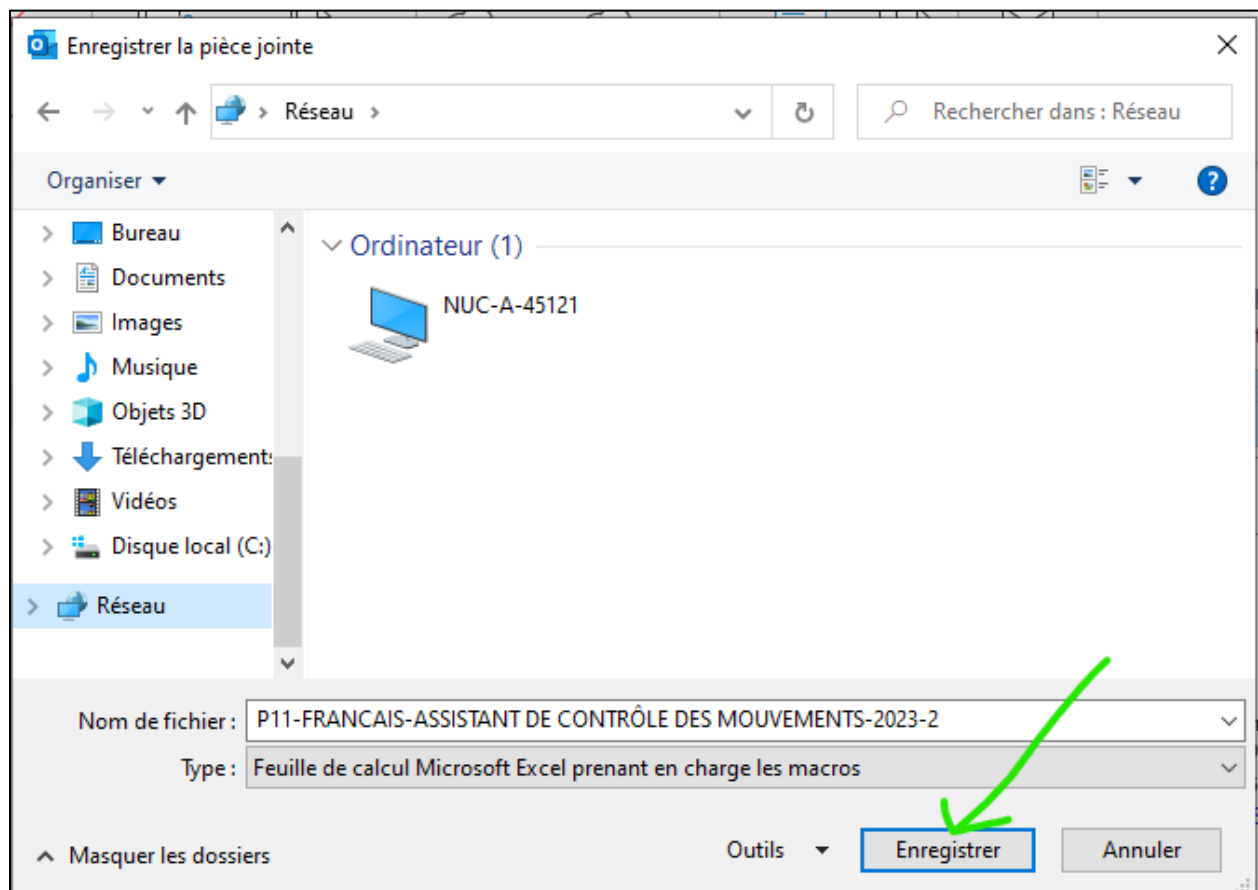 Enregistrer la pièce jointe
Réseau
Rechercher dans : Réseau
Organiser
Bureau
Documents
Images
Musique
Objets 3D
Téléchargements
Vidéos
Disque local (C:)
Réseau
Ordinateur (1)
NUC-A-45121
Nom de fichier : P11-FRANCAIS-ASSISTANT DE CONTRÔLE DES MOUVEMENTS-2023-2
Type : Feuille de calcul Microsoft Excel prenant en charge les macros
Masquer les dossiers
Outils
Enregistrer
Annuler